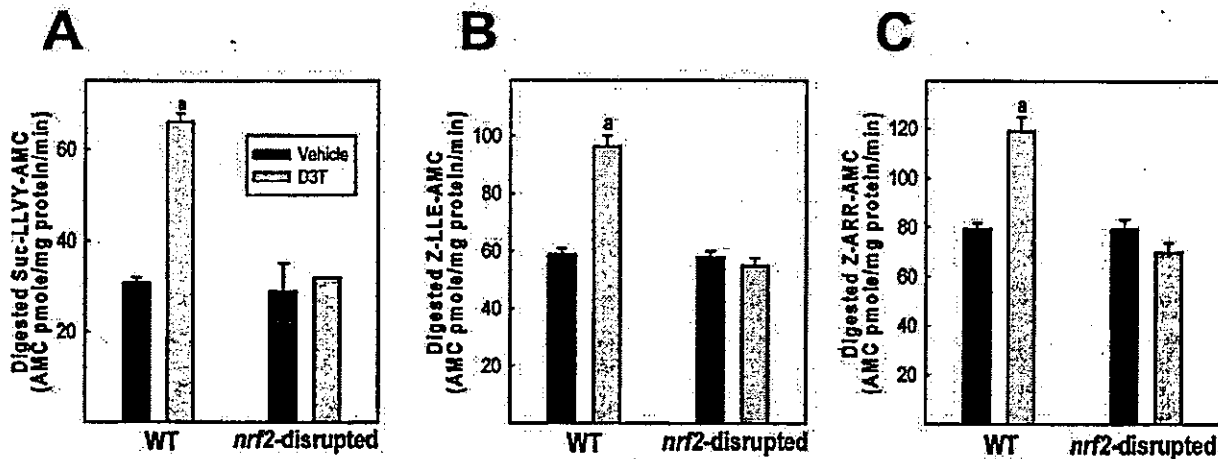 A
B
C
Digested Suc-LLVY-AMC
(AMC pmole/mg protein/min)
60
40
20
a
Vehicle
D3T
WT
nrf2-disrupted
Digested Z-LLE-AMC
(AMC pmole/mg protein/min)
100
80
60
40
20
a
WT
nrf2-disrupted
Digested Z-ARR-AMC
(AMC pmole/mg protein/min)
120
100
80
60
40
20
a
WT
nrf2-disrupted